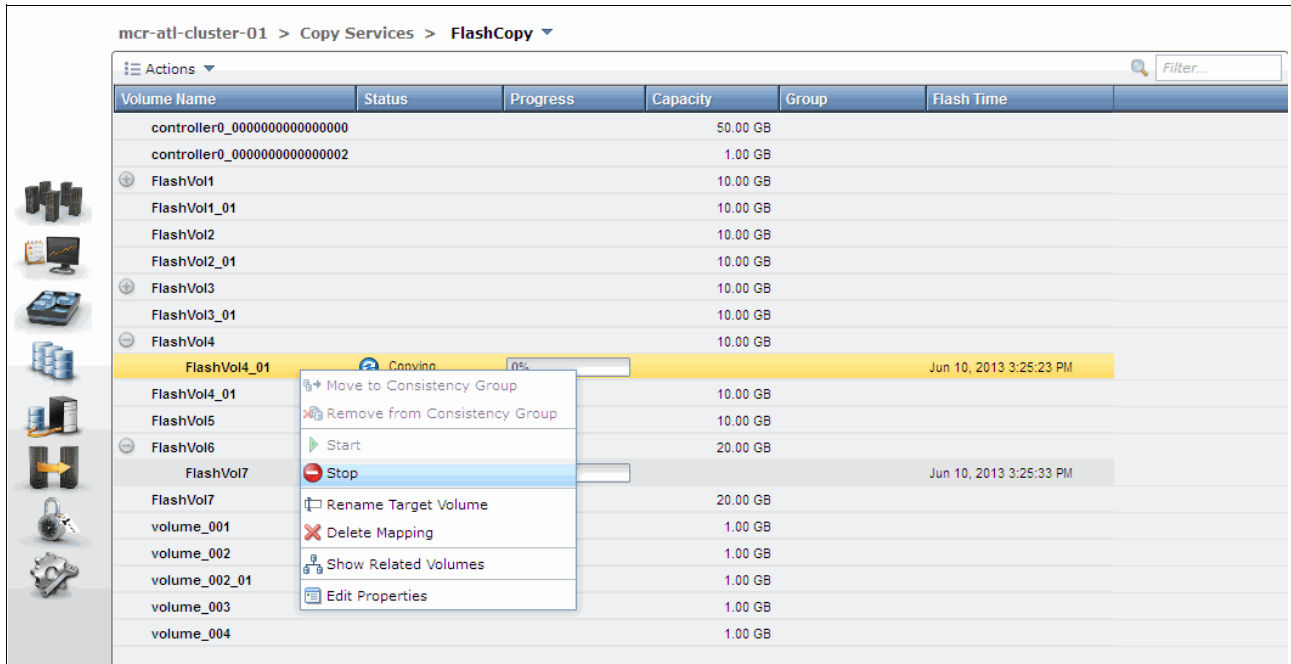 mcr-atl-cluster-01 > Copy Services > FlashCopy
Actions Filter...
Volume Name Status Progress Capacity Group Flash Time
controller0_0000000000000000 50.00 GB
controller0_0000000000000002 1.00 GB
FlashVol1 10.00 GB
FlashVol1_01 10.00 GB
FlashVol2 10.00 GB
FlashVol2_01 10.00 GB
FlashVol3 10.00 GB
FlashVol3_01 10.00 GB
FlashVol4 10.00 GB
FlashVol4_01 Copying 0% Jun 10, 2013 3:25:23 PM
Move to Consistency Group
FlashVol4_01 10.00 GB
Remove from Consistency Group
FlashVol5 10.00 GB
Start
FlashVol6 20.00 GB
Stop
FlashVol7 Jun 10, 2013 3:25:33 PM
Rename Target Volume
FlashVol7 20.00 GB
volume_001 1.00 GB
Delete Mapping
volume_002 1.00 GB
Show Related Volumes
volume_002_01 1.00 GB
Edit Properties
volume_003 1.00 GB
volume_004 1.00 GB